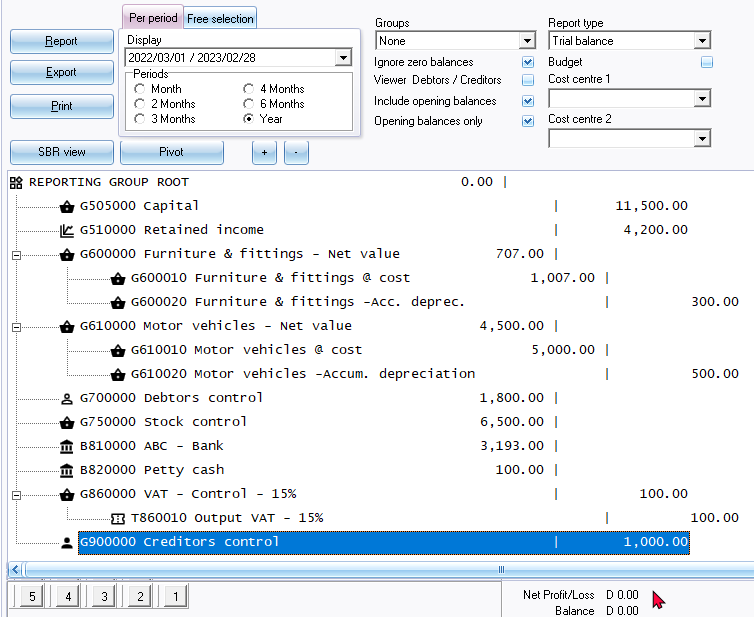 Per period Free selection
Report
Export
Print
Display
2022/03/01 / 2023/02/28
Periods
Month 4 Months
2 Months 6 Months
3 Months Year
Groups
None
Ignore zero balances
Viewer Debtors / Creditors
Include opening balances
Opening balances only
Report type
Trial balance
Budget
Cost centre 1
Cost centre 2
SBR view Pivot + -
REPORTING GROUP ROOT 0.00 |
G505000 Capital | 11,500.00
G510000 Retained income | 4,200.00
G600000 Furniture & fittings - Net value 707.00 |
G600010 Furniture & fittings @ cost 1,007.00 |
G600020 Furniture & fittings -Acc. deprec. | 300.00
G610000 Motor vehicles - Net value 4,500.00 |
G610010 Motor vehicles @ cost 5,000.00 |
G610020 Motor vehicles -Accum. depreciation | 500.00
G700000 Debtors control 1,800.00 |
G750000 Stock control 6,500.00 |
B810000 ABC - Bank 3,193.00 |
B820000 Petty cash 100.00 |
G860000 VAT - Control - 15% | 100.00
T860010 Output VAT - 15% | 100.00
G900000 Creditors control | 1,000.00
5 4 3 2 1
Net Profit/Loss D 0.00
Balance D 0.00